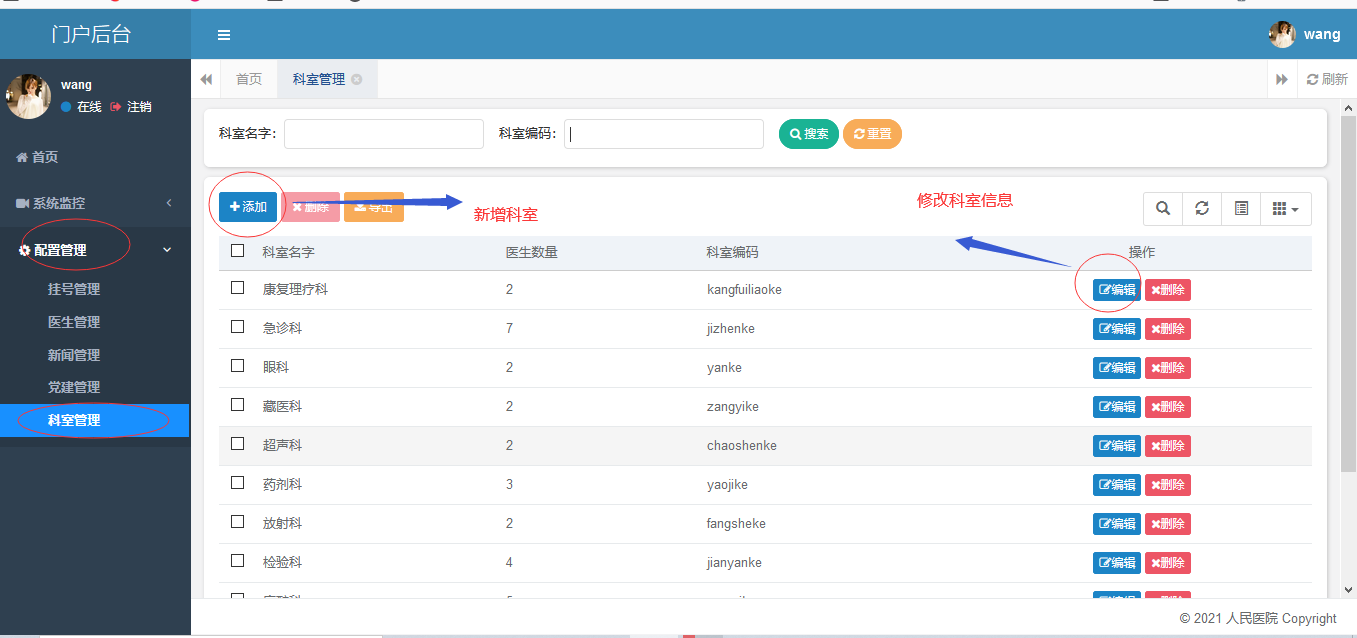 门户后台
wang
wang
在线 注销
首页 科室管理 刷新
首页
系统监控
配置管理
挂号管理
医生管理
新闻管理
党建管理
科室管理
科室名字： 科室编码： 搜索 重置
添加 删除 导出
新增科室
修改科室信息
科室名字 医生数量 科室编码 操作
康复理疗科 2 kangfuiliaoke 编辑 删除
急诊科 7 jizhenke 编辑 删除
眼科 2 yanke 编辑 删除
藏医科 2 zangyike 编辑 删除
超声科 2 chaoshenke 编辑 删除
药剂科 3 yaojike 编辑 删除
放射科 2 fangsheke 编辑 删除
检验科 4 jianyanke 编辑 删除
© 2021 人民医院 Copyright